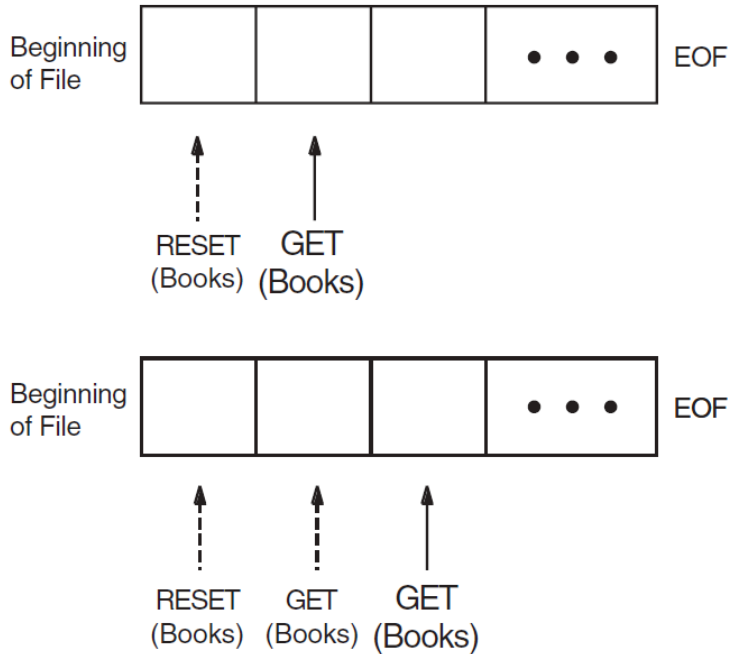 Beginning
of File
EOF
RESET
(Books)
GET
(Books)
Beginning
of File
EOF
RESET
(Books)
GET
(Books)
GET
(Books)